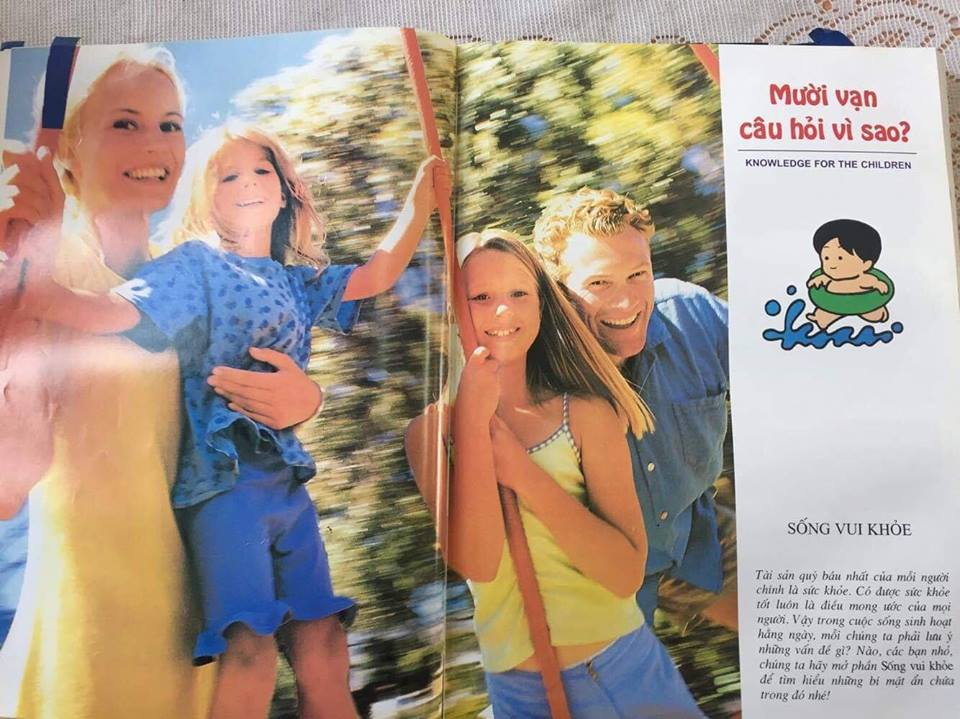 Mười vạn
câu hỏi vì sao?
KNOWLEDGE FOR THE CHILDREN
SỐNG VUI KHỎE
Tài sản quý báu nhất của mỗi người
chính là sức khỏe. Có được sức khỏe
tốt luôn là điều mong ước của mọi
người. Vậy trong cuộc sống sinh hoạt
hằng ngày, mỗi chúng ta phải lưu ý
những vấn đề gì? Nào, các bạn nhỏ,
chúng ta hãy mở phần Sống vui khỏe
để tìm hiểu những bí mật ẩn chứa
trong đó nhé!